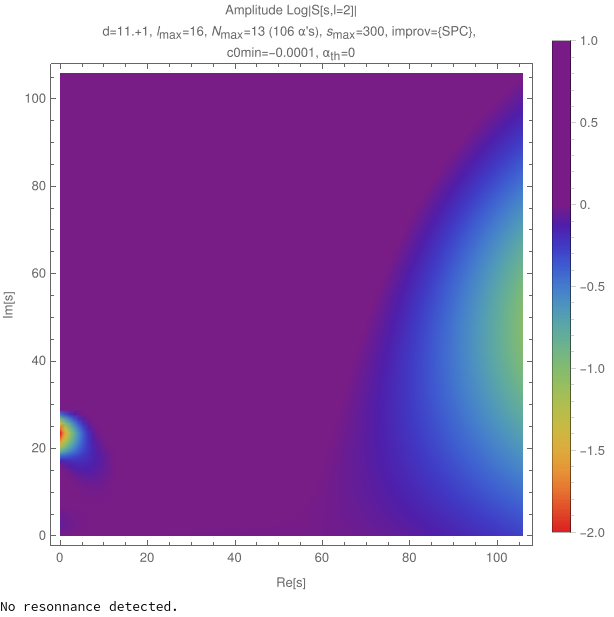 Amplitude Log|S[s,l=2]|
d=11.+1, lmax=16, Nmax=13 (106 α's), smax=300, improv={SPC},
c0min=−0.0001, αth=0
1.0
0.5
0.
−0.5
−1.0
−1.5
−2.0
100
80
60
40
20
0
Im[s]
0 20 40 60 80 100
Re[s]
No resonnance detected.